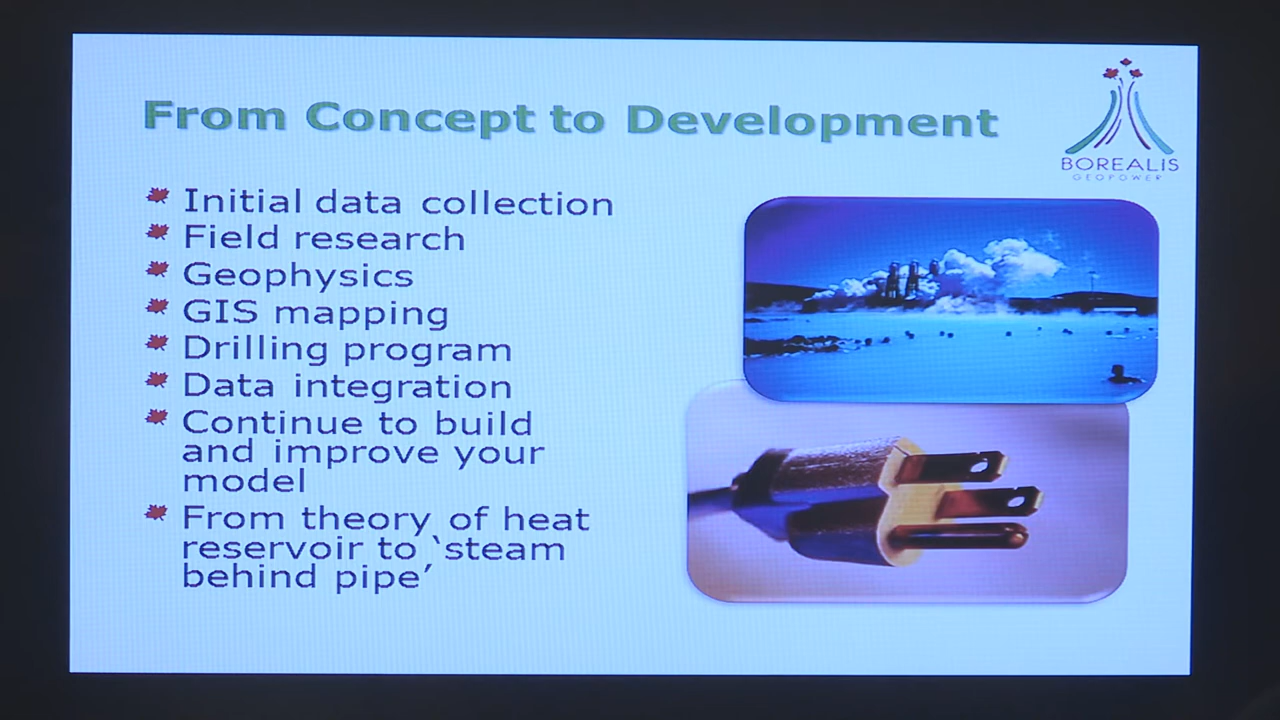 From Concept to Development
BOREALIS
GEOPOWER
Initial data collection
Field research
Geophysics
GIS mapping
Drilling program
Data integration
Continue to build
and improve your
model
From theory of heat
reservoir to ‘steam
behind pipe’